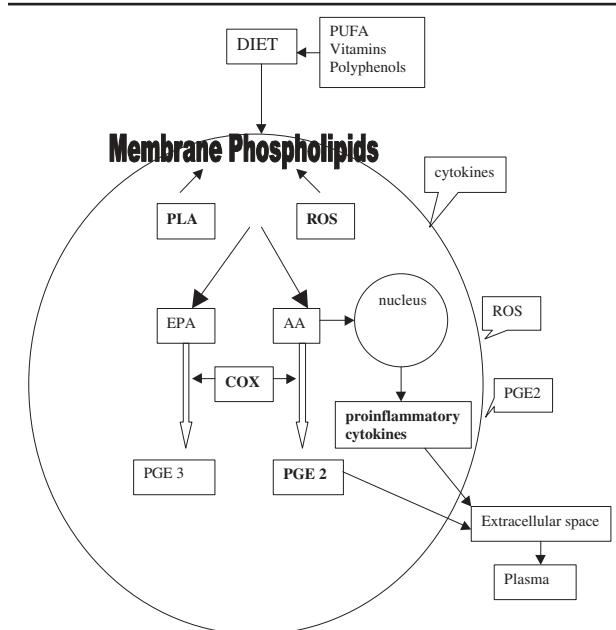 PUFA
Vitamins
Polyphenols
DIET
Membrane Phospholipids
cytokines
PLA
ROS
nucleus
EPA
AA
ROS
COX
PGE2
proinflammatory
cytokines
PGE 3
PGE 2
Extracellular space
Plasma